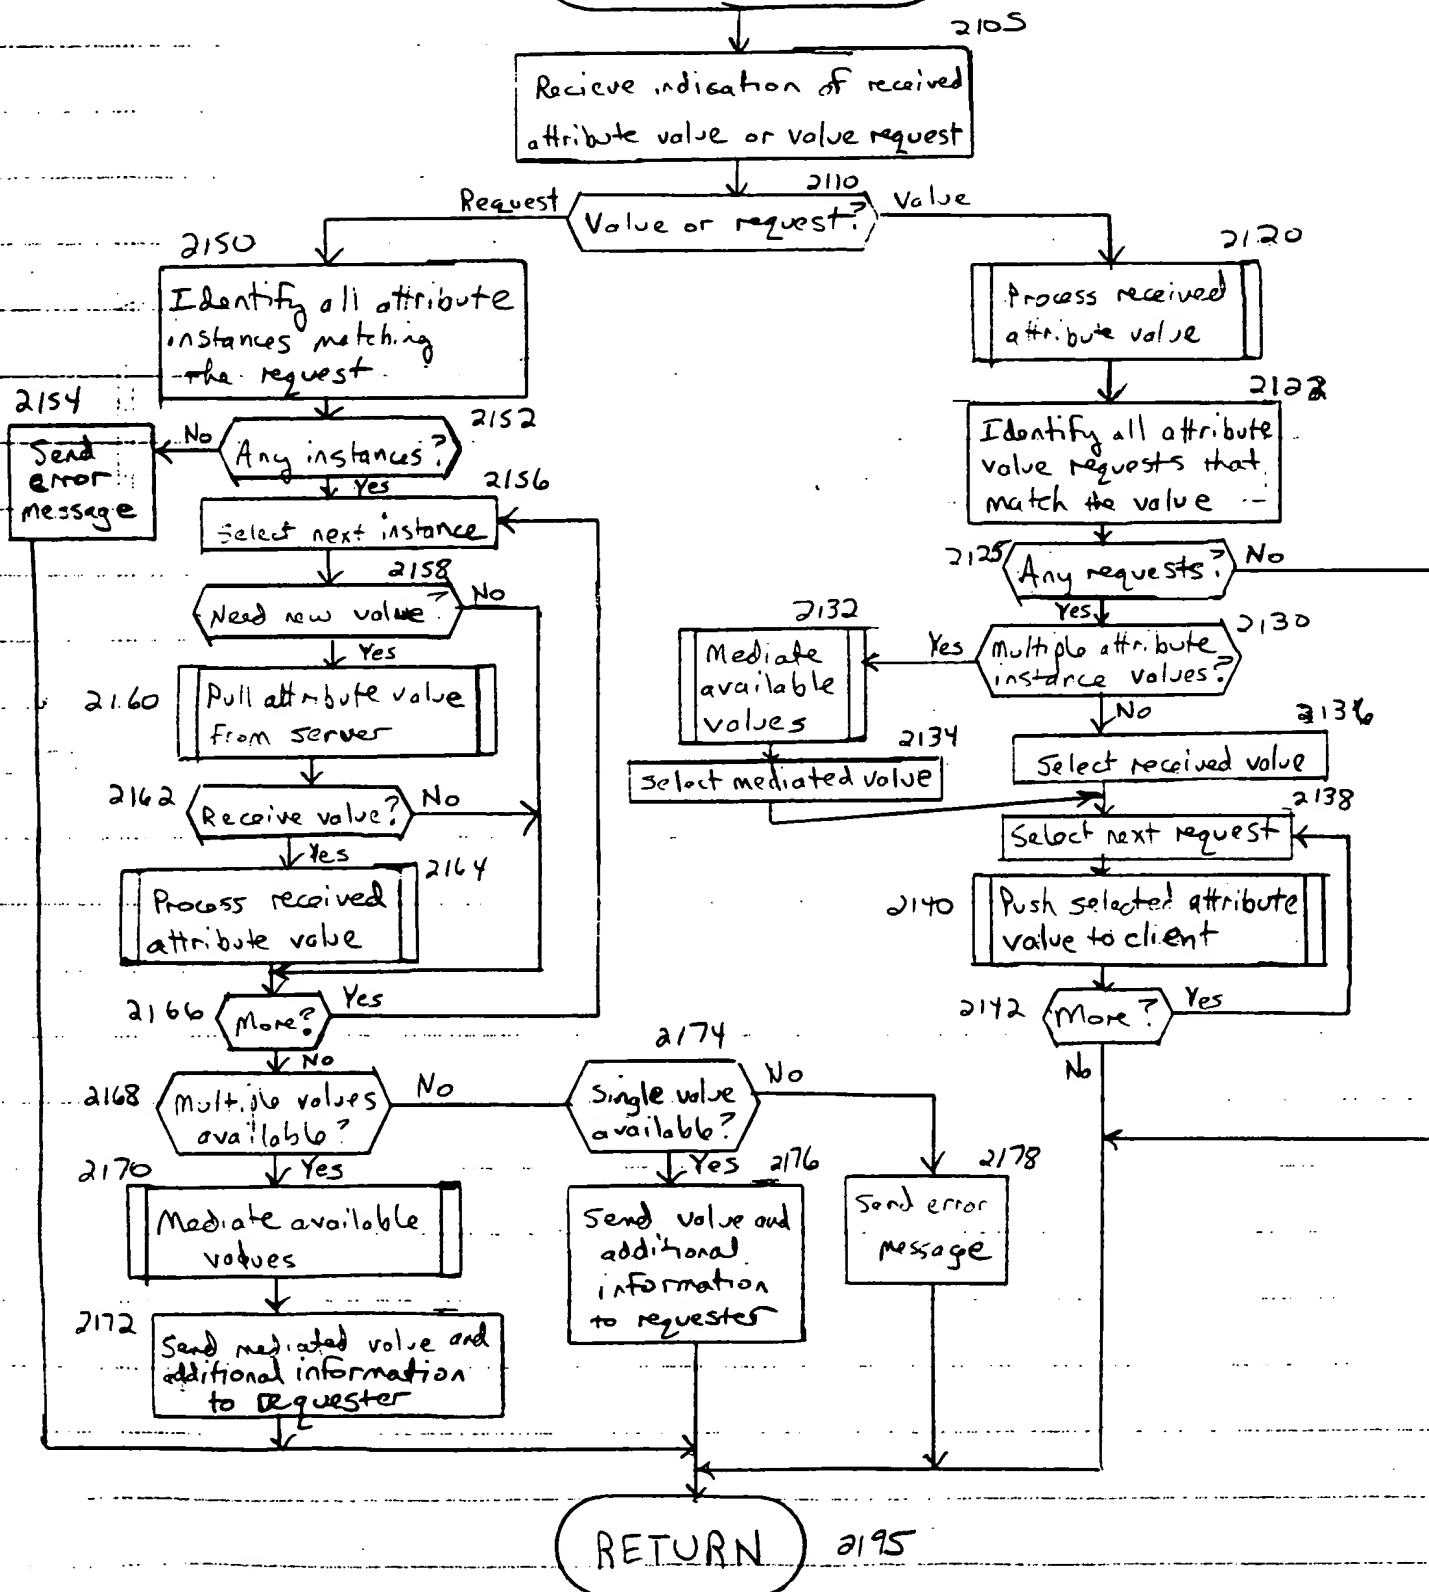 2105
Recieve indication of received
attribute value or value request
2110
Request
Value or request?
Value
2150
Identify all attribute
instances matching
the request
2152
Any instances?
No
2154
Send
error
message
Yes
2156
Select next instance
2158
Need new value?
No
Yes
2160
Pull attribute value
from server
2162
Receive value?
No
Yes
2164
Process received
attribute value
2166
More?
Yes
No
2168
Multiple values
available?
No
Yes
2170
Mediate available
values
2172
Send mediated value and
additional information
to requester
2174
Single value
available?
No
Yes
2176
Send value and
additional
information
to requester
2178
Send error
message
2120
Process received
attribute value
2122
Identify all attribute
value requests that
match the value
2125
Any requests?
No
Yes
2130
Multiple attribute
instance values?
Yes
2132
Mediate
available
values
2134
Select mediated value
No
2136
Select received value
2138
Select next request
2140
Push selected attribute
value to client
2142
More?
Yes
No
RETURN
2195